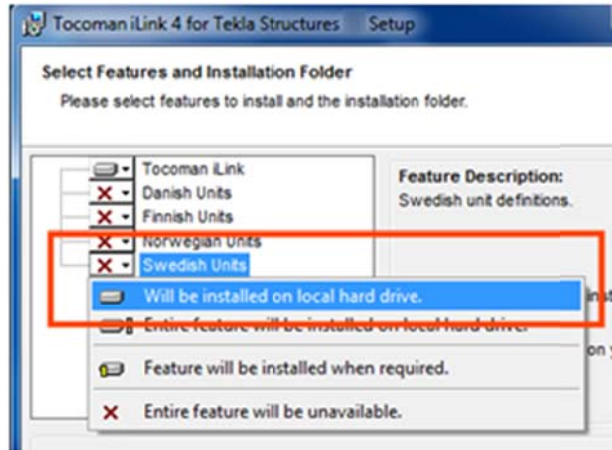 Tocoman iLink 4 for Tekla Structures Setup
Select Features and Installation Folder
Please select features to install and the installation folder.
Tocoman iLink
Danish Units
Finnish Units
Norwegian Units
Swedish Units
Feature Description:
Swedish unit definitions.
Will be installed on local hard drive.
Entire feature will be installed on local hard drive.
Feature will be installed when required.
Entire feature will be unavailable.